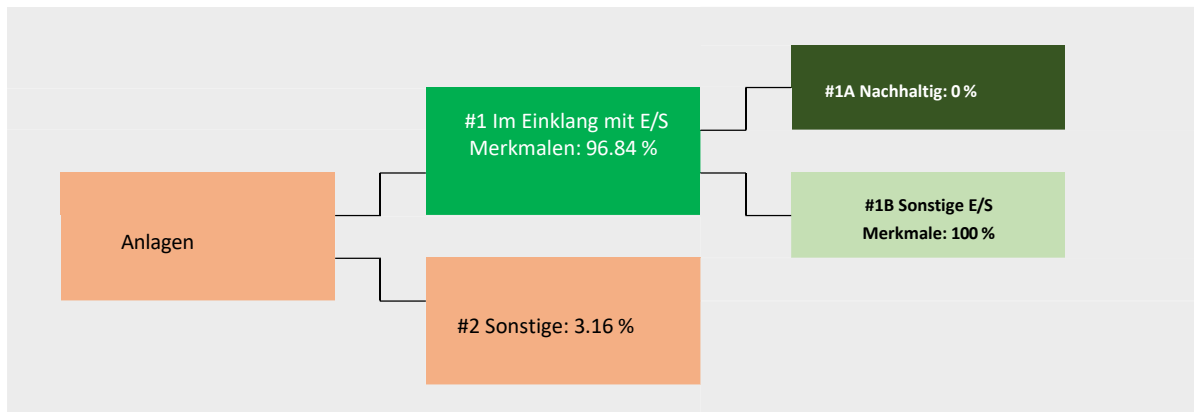 Anlagen
#1 Im Einklang mit E/S
Merkmalen: 96.84 %
#2 Sonstige: 3.16 %
#1A Nachhaltig: 0 %
#1B Sonstige E/S
Merkmale: 100 %